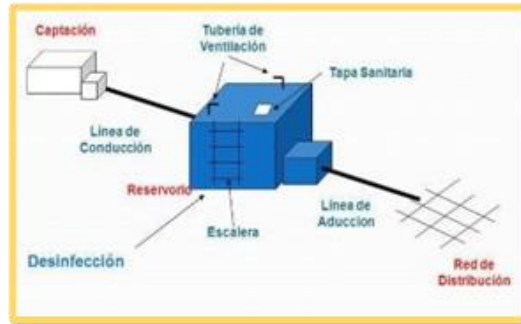 Captación
Tubería de
Ventilación
Tapa Sanitaria
Línea de
Conducción
Reservorio
Escalera
Línea de
Aduccion
Desinfección
Red de
Distribución